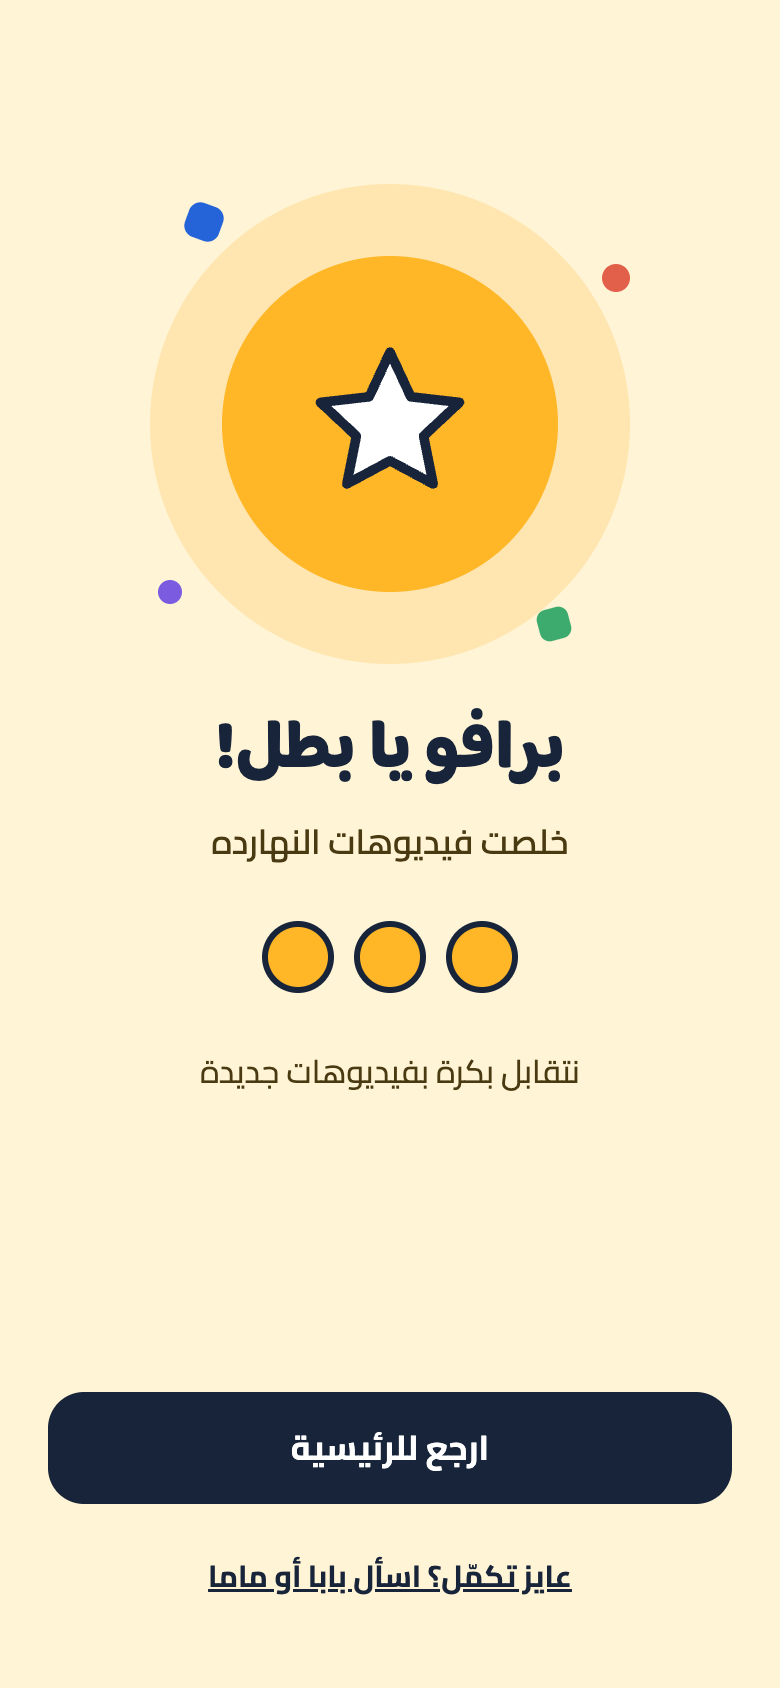 برافو يا بطل!
خلصت فيديوهات النهارده
نتقابل بكرة بفيديوهات جديدة
ارجع للرئيسية
عايز تكمّل؟ اسأل بابا أو ماما